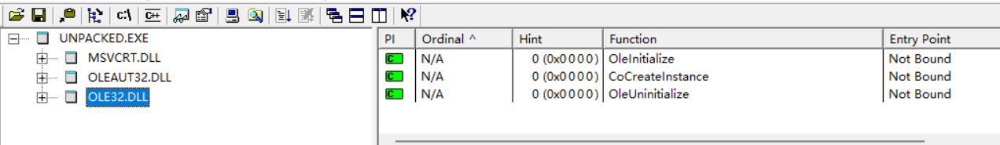 c:\ C++
UNPACKED.EXE
MSVCRT.DLL
OLEAUT32.DLL
OLE32.DLL
PI Ordinal ^ Hint Function Entry Point
C N/A 0 (0x0000) OleInitialize Not Bound
C N/A 0 (0x0000) CoCreateInstance Not Bound
C N/A 0 (0x0000) OleUninitialize Not Bound